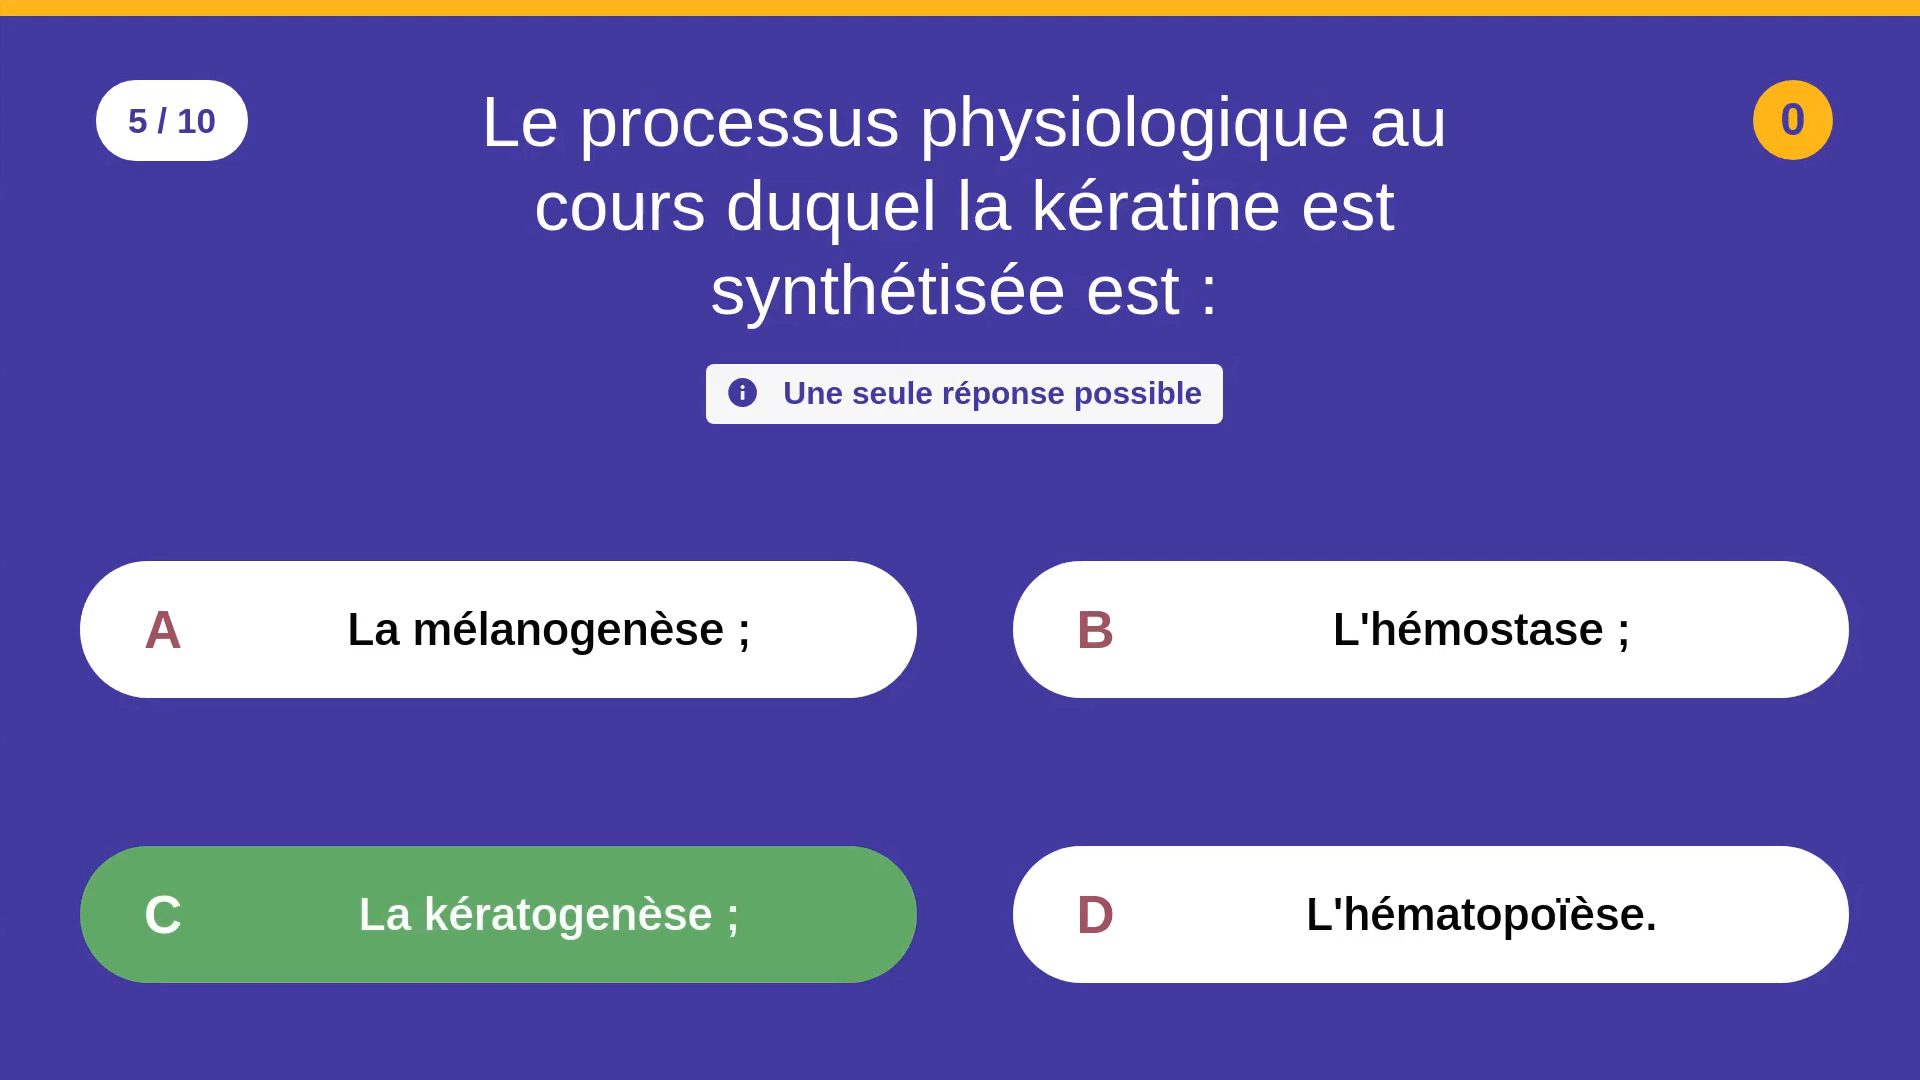 5 / 10
Le processus physiologique au
cours duquel la kératine est
synthétisée est :
0
Une seule réponse possible
A La mélanogenèse ;
B L'hémostase ;
C La kératogenèse ;
D L'hématopoïèse.